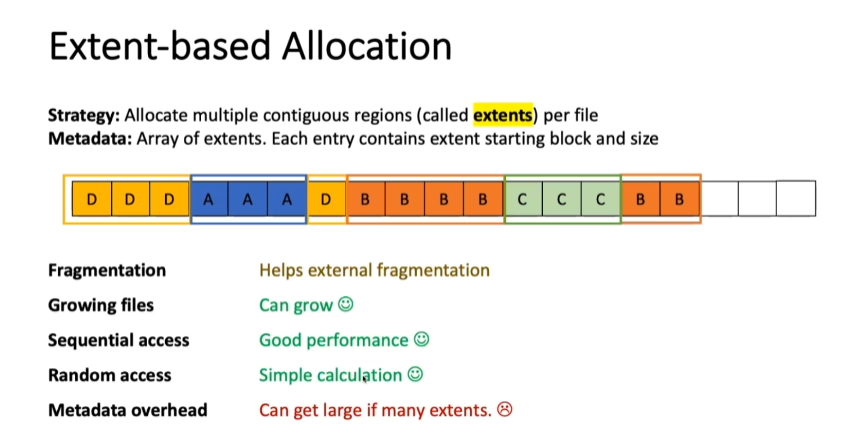 Extent-based Allocation
Strategy: Allocate multiple contiguous regions (called extents) per file
Metadata: Array of extents. Each entry contains extent starting block and size
D D D A A A D B B B B C C C B B
Fragmentation Helps external fragmentation
Growing files Can grow ☺
Sequential access Good performance ☺
Random access Simple calculation ☺
Metadata overhead Can get large if many extents. ☹